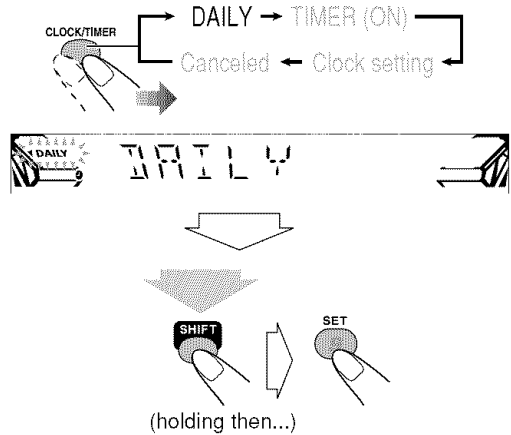 DAILY → TIMER (ON)
CLOCK/TIMER
Canceled ← Clock setting
DAILY
DAILY
SHIFT
SET
(holding then...)